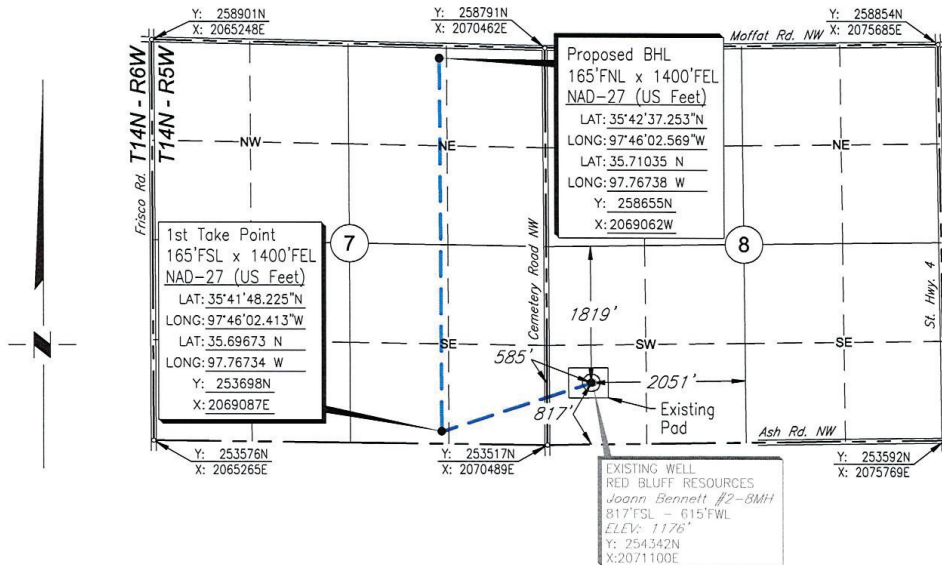 Y: 258901N
X: 2065248E
Y: 258791N
X: 2070462E
Y: 258854N
X: 2075685E
Moffat Rd. NW
T14N - R6W
T14N - R5W
Frisco Rd.
Proposed BHL
165'FNL x 1400'FEL
NAD-27 (US Feet)
LAT: 35°42'37.253"N
LONG: 97°46'02.569"W
LAT: 35.71035 N
LONG: 97.76738 W
Y: 258655N
X: 2069062W
NW
NE
NE
1st Take Point
165'FSL x 1400'FEL
NAD-27 (US Feet)
LAT: 35°41'48.225"N
LONG: 97°46'02.413"W
LAT: 35.69673 N
LONG: 97.76734 W
Y: 253698N
X: 2069087E
7
8
Cemetery Road NW
St. Hwy. 4
N
1819'
SE
SW
SE
585'
2051'
817'
Existing
Pad
Ash Rd. NW
Y: 253576N
X: 2065265E
Y: 253517N
X: 2070489E
Y: 253592N
X: 2075769E
EXISTING WELL
RED BLUFF RESOURCES
Joann Bennett #2-8MH
817'FSL - 615'FWL
ELEV: 1176'
Y: 254342N
X:2071100E